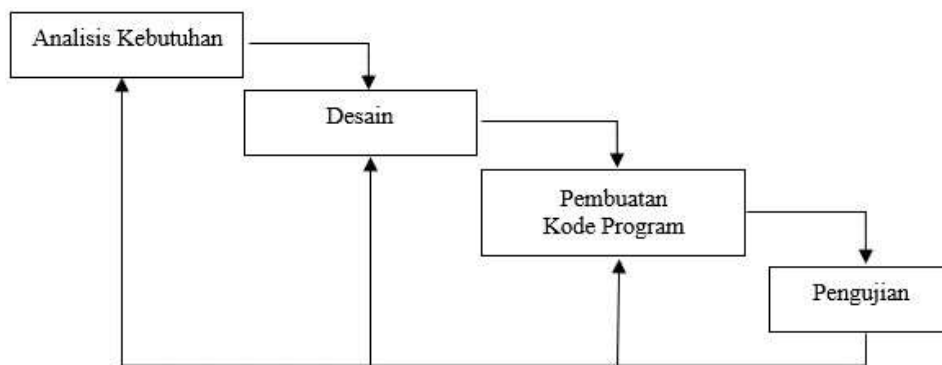 Analisis Kebutuhan
Desain
Pembuatan
Kode Program
Pengujian